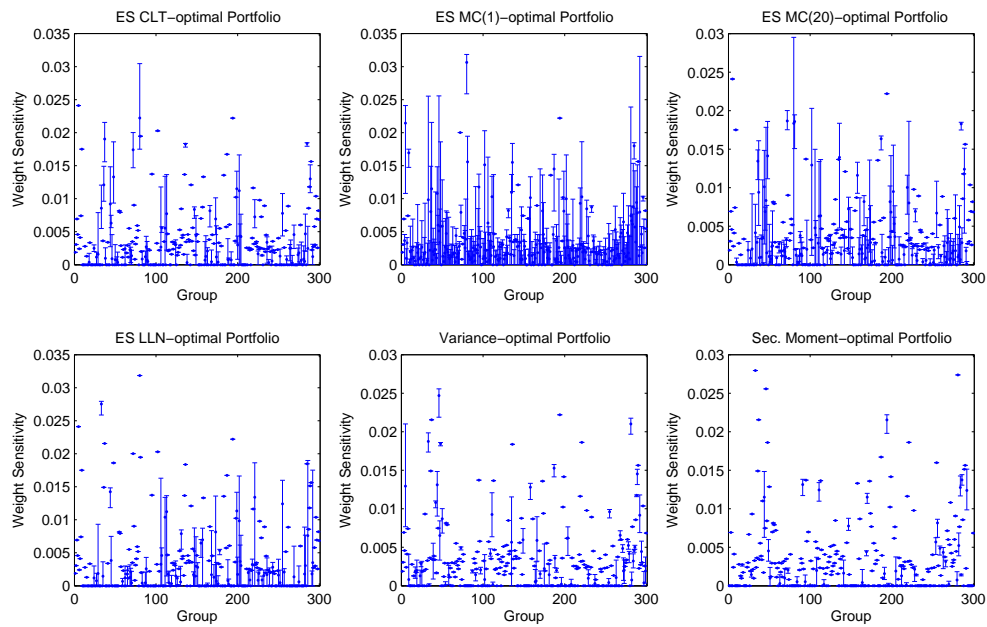 ES CLT−optimal Portfolio
0.035
0.03
0.025
0.02
0.015
0.01
0.005
0
Weight Sensitivity
0 100 200 300
Group
ES MC(1)−optimal Portfolio
0.035
0.03
0.025
0.02
0.015
0.01
0.005
0
Weight Sensitivity
0 100 200 300
Group
ES MC(20)−optimal Portfolio
0.03
0.025
0.02
0.015
0.01
0.005
0
Weight Sensitivity
0 100 200 300
Group
ES LLN−optimal Portfolio
0.035
0.03
0.025
0.02
0.015
0.01
0.005
0
Weight Sensitivity
0 100 200 300
Group
Variance−optimal Portfolio
0.03
0.025
0.02
0.015
0.01
0.005
0
Weight Sensitivity
0 100 200 300
Group
Sec. Moment−optimal Portfolio
0.03
0.025
0.02
0.015
0.01
0.005
0
Weight Sensitivity
0 100 200 300
Group